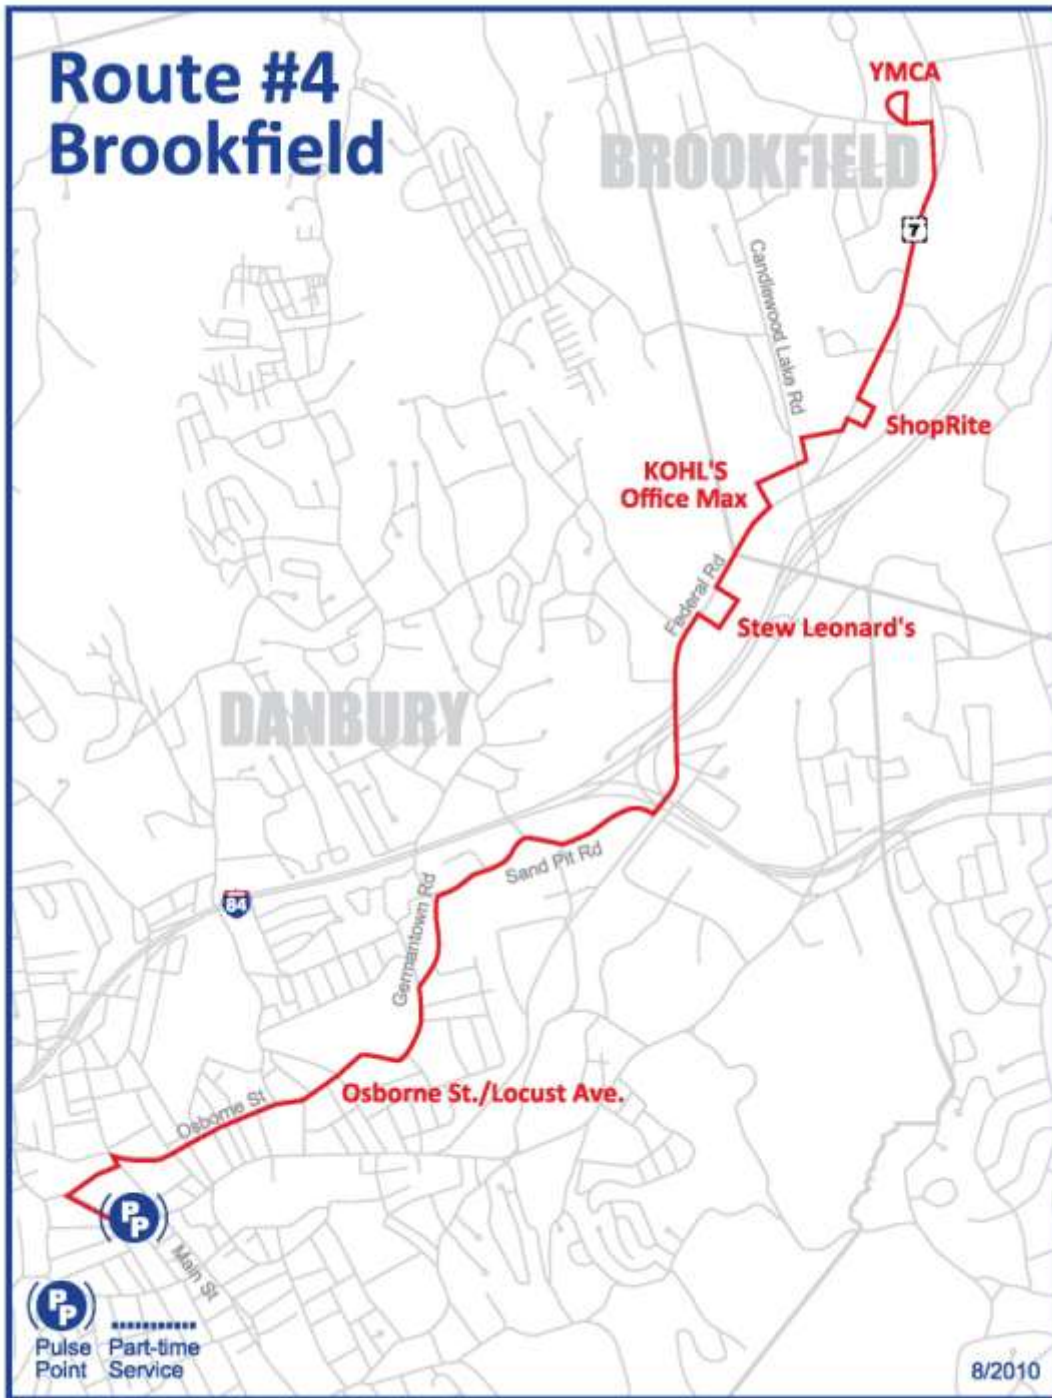 Route #4
Brookfield
YMCA
BROOKFIELD
7
Candlewood Lake Rd
ShopRite
KOHL'S
Office Max
Federal Rd
Stew Leonard's
DANBURY
Sand Pit Rd
84
Germantown Rd
Osborne St./Locust Ave.
Osborne St
PP
Main St
PP
Pulse
Point
Part-time
Service
8/2010